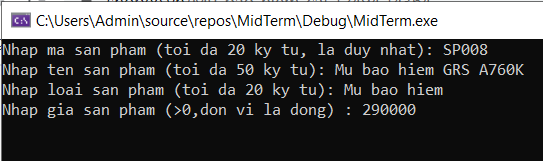 C:\Users\Admin\source\repos\MidTerm\Debug\MidTerm.exe
Nhap ma san pham (toi da 20 ky tu, la duy nhat): SP008
Nhap ten san pham (toi da 50 ky tu): Mu bao hiem GRS A760K
Nhap loai san pham (toi da 20 ky tu): Mu bao hiem
Nhap gia san pham (>0,don vi la dong) : 290000